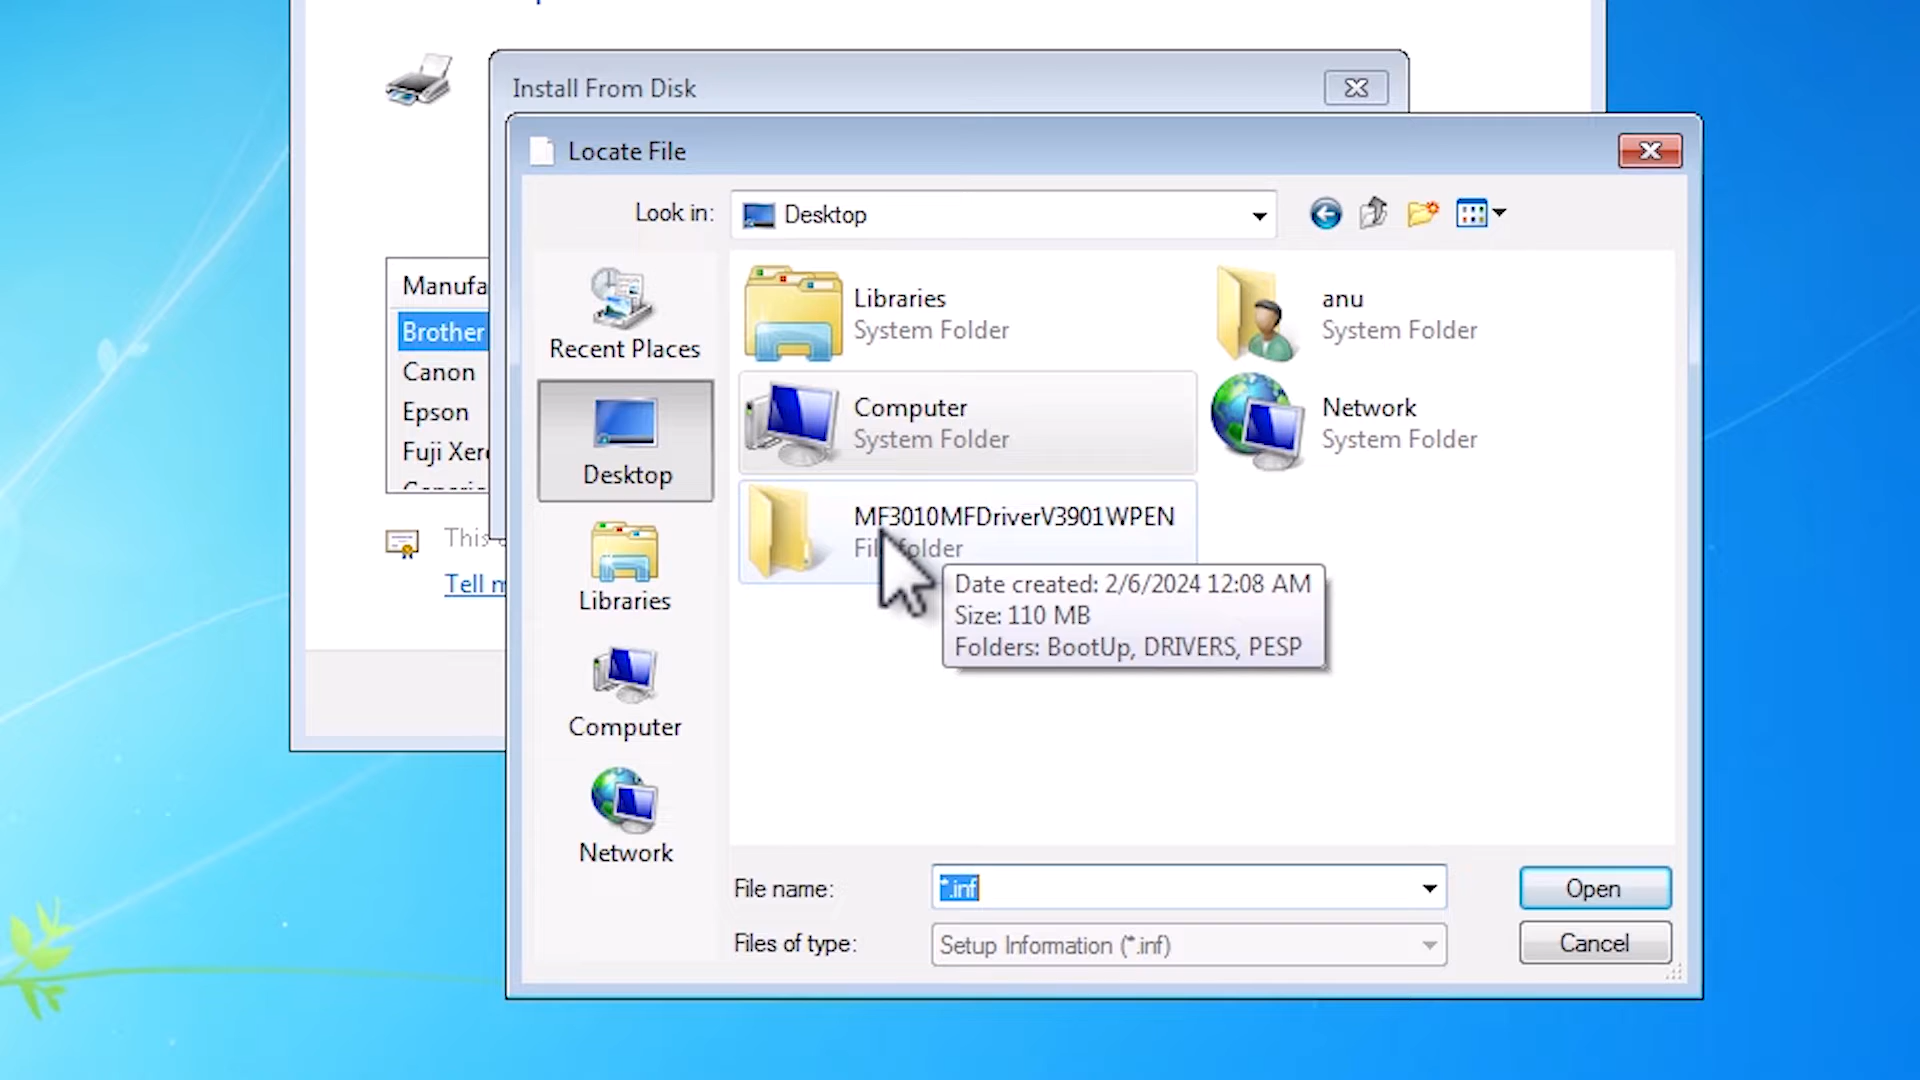 Install From Disk
Locate File
Look in:
Desktop
Manufa
Brother
Canon
Epson
Fuji Xer
This
Tell
Recent Places
Desktop
Libraries
Computer
Network
Libraries
System Folder
anu
System Folder
Computer
System Folder
Network
System Folder
MF3010MFDriverV3901WPEN
folder
Date created: 2/6/2024 12:08 AM
Size: 110 MB
Folders: BootUp, DRIVERS, PESP
File name:
*.inf
Open
Files of type:
Setup Information (*.inf)
Cancel